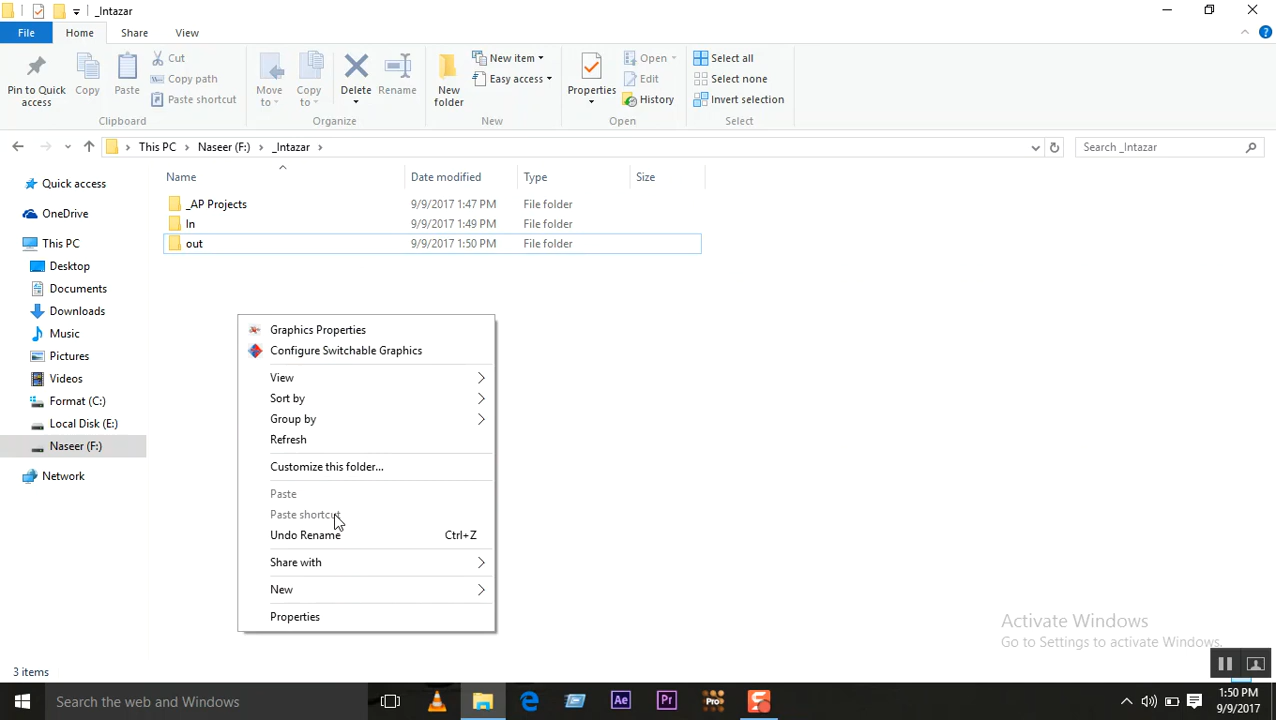 _Intazar
File Home Share View
Pin to Quick access
Copy
Paste
Cut
Copy path
Paste shortcut
Clipboard
Move to
Copy to
Delete
Rename
Organize
New folder
New item
Easy access
New
Properties
Open
Edit
History
Open
Select all
Select none
Invert selection
Select
This PC > Naseer (F:) > _Intazar >
Search _Intazar
Name Date modified Type Size
_AP Projects 9/9/2017 1:47 PM File folder
In 9/9/2017 1:49 PM File folder
out 9/9/2017 1:50 PM File folder
Quick access
OneDrive
This PC
Desktop
Documents
Downloads
Music
Pictures
Videos
Format (C:)
Local Disk (E:)
Naseer (F:)
Network
Graphics Properties
Configure Switchable Graphics
View
Sort by
Group by
Refresh
Customize this folder...
Paste
Paste shortcut
Undo Rename Ctrl+Z
Share with
New
Properties
Activate Windows
Go to Settings to activate Windows.
3 items
Search the web and Windows
Ae
Pr
Pro
1:50 PM
9/9/2017